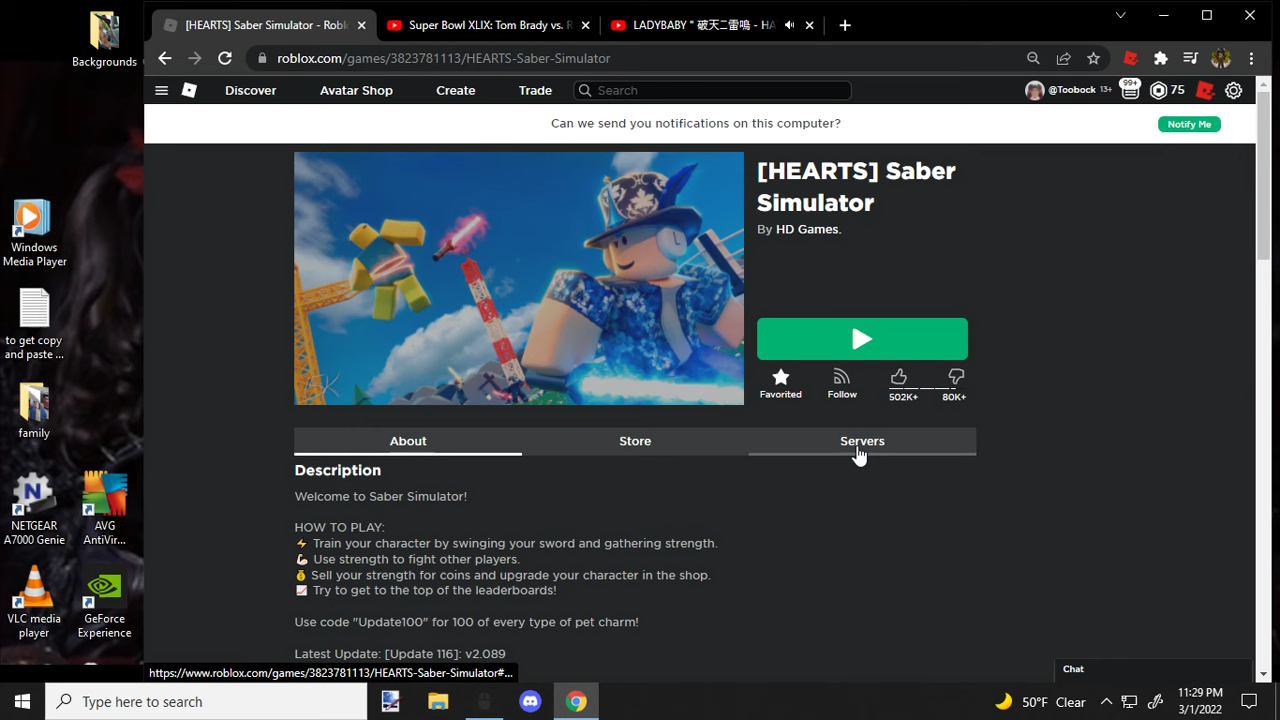 Backgrounds
Windows
Media Player
to get copy
and paste ...
family
NETGEAR
A7000 Genie
AVG
AntiVir...
VLC media
player
GeForce
Experience
[HEARTS] Saber Simulator - Robl
Super Bowl XLIX: Tom Brady vs. R
LADYBABY " 破天ニ雷鳴 - HA
roblox.com/games/3823781113/HEARTS-Saber-Simulator
Discover
Avatar Shop
Create
Trade
Search
@Toobock 13+
99+
75
Can we send you notifications on this computer?
Notify Me
[HEARTS] Saber
Simulator
By HD Games.
Favorited
Follow
502K+
80K+
About
Store
Servers
Description
Welcome to Saber Simulator!
HOW TO PLAY:
⚡ Train your character by swinging your sword and gathering strength.
💪 Use strength to fight other players.
💰 Sell your strength for coins and upgrade your character in the shop.
📈 Try to get to the top of the leaderboards!
Use code "Update100" for 100 of every type of pet charm!
Latest Update: [Update 116]: v2.089
https://www.roblox.com/games/3823781113/HEARTS-Saber-Simulator#...
Chat
Type here to search
50°F Clear
11:29 PM
3/1/2022